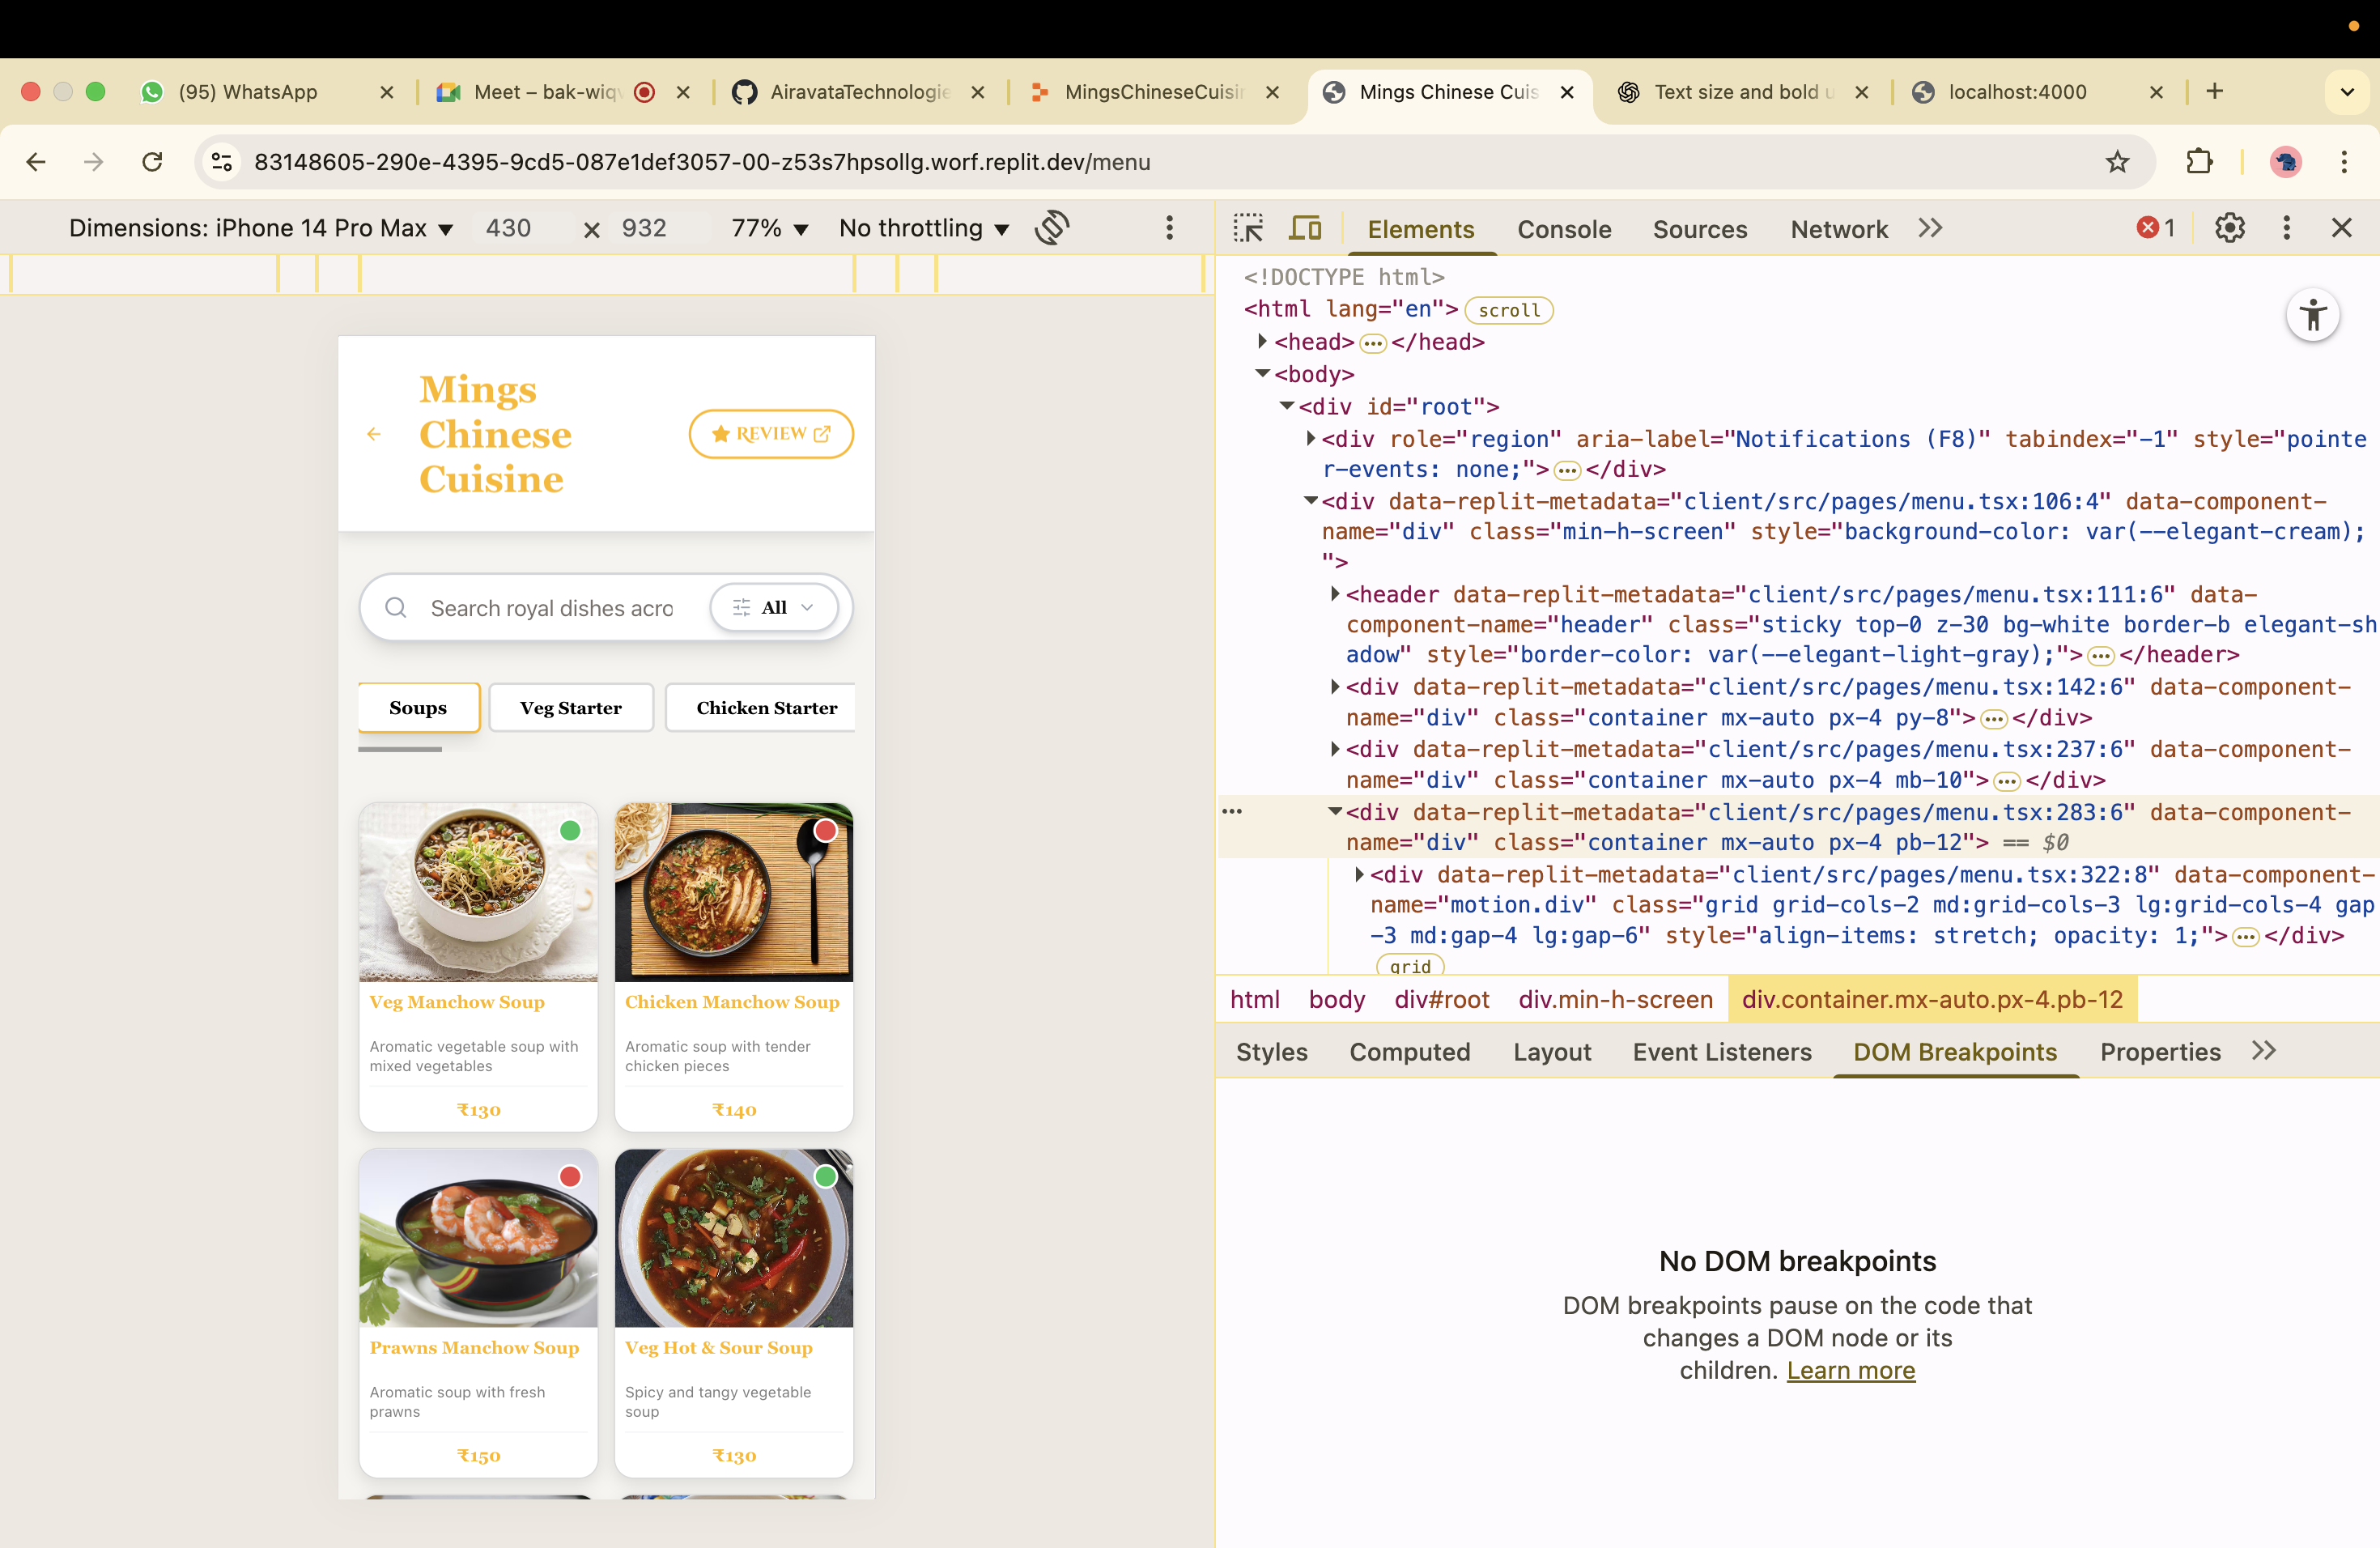 (95) WhatsApp
Meet – bak-wiqv
AiravataTechnologie
MingsChineseCuisin
Mings Chinese Cuis
Text size and bold u
localhost:4000
83148605-290e-4395-9cd5-087e1def3057-00-z53s7hpsollg.worf.replit.dev/menu
Dimensions: iPhone 14 Pro Max
430
×
932
77%
No throttling
Mings
Chinese
Cuisine
REVIEW
Search royal dishes acro
All
Soups
Veg Starter
Chicken Starter
Veg Manchow Soup
Aromatic vegetable soup with
mixed vegetables
₹130
Chicken Manchow Soup
Aromatic soup with tender
chicken pieces
₹140
Prawns Manchow Soup
Aromatic soup with fresh
prawns
₹150
Veg Hot & Sour Soup
Spicy and tangy vegetable
soup
₹130
Elements
Console
Sources
Network
1
<!DOCTYPE html>
<html lang="en"> scroll
<head> ••• </head>
<body>
<div id="root">
<div role="region" aria-label="Notifications (F8)" tabindex="-1" style="pointe
r-events: none;"> ••• </div>
<div data-replit-metadata="client/src/pages/menu.tsx:106:4" data-component-
name="div" class="min-h-screen" style="background-color: var(--elegant-cream);
">
<header data-replit-metadata="client/src/pages/menu.tsx:111:6" data-
component-name="header" class="sticky top-0 z-30 bg-white border-b elegant-sh
adow" style="border-color: var(--elegant-light-gray);"> ••• </header>
<div data-replit-metadata="client/src/pages/menu.tsx:142:6" data-component-
name="div" class="container mx-auto px-4 py-8"> ••• </div>
<div data-replit-metadata="client/src/pages/menu.tsx:237:6" data-component-
name="div" class="container mx-auto px-4 mb-10"> ••• </div>
<div data-replit-metadata="client/src/pages/menu.tsx:283:6" data-component-
name="div" class="container mx-auto px-4 pb-12"> == $0
<div data-replit-metadata="client/src/pages/menu.tsx:322:8" data-component-
name="motion.div" class="grid grid-cols-2 md:grid-cols-3 lg:grid-cols-4 gap
-3 md:gap-4 lg:gap-6" style="align-items: stretch; opacity: 1;"> ••• </div>
grid
html
body
div#root
div.min-h-screen
div.container.mx-auto.px-4.pb-12
Styles
Computed
Layout
Event Listeners
DOM Breakpoints
Properties
No DOM breakpoints
DOM breakpoints pause on the code that
changes a DOM node or its
children. Learn more